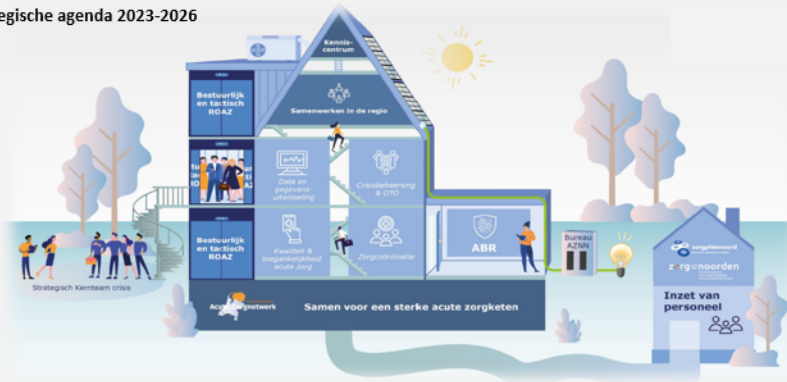 egische agenda 2023-2026
Kennis-
centrum
Bestuurlijk
en tactisch
ROAZ
Samenwerken in de regio
Data en
gegevens-
uitwisseling
Crisisbeheersing
& OTO
Bestuurlijk
en tactisch
ROAZ
Kwaliteit &
toegankelijkheid
acute zorg
Zorgcoördinatie
ABR
Bureau
AZNN
Strategisch Kernteam crisis
Samen voor een sterke acute zorgketen
zorgpleinnoord
Inzet van
personeel